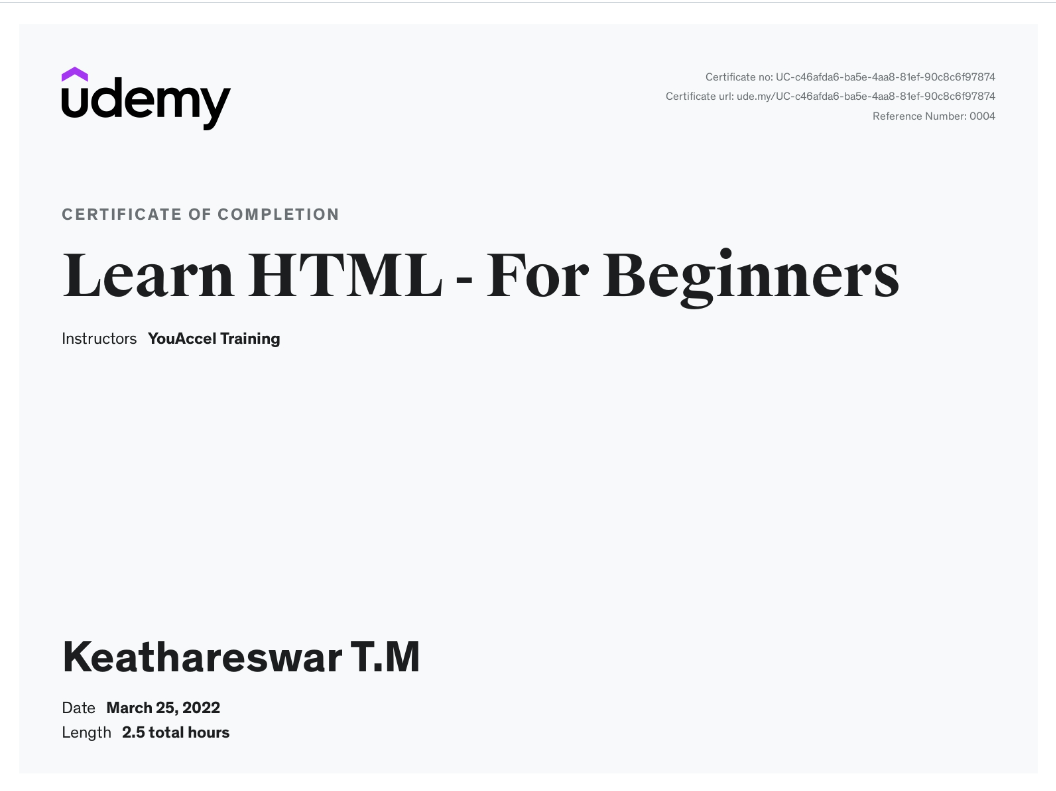 udemy
Certificate no: UC-c46afda6-ba5e-4aa8-81ef-90c8c6f97874
Certificate url: ude.my/UC-c46afda6-ba5e-4aa8-81ef-90c8c6f97874
Reference Number: 0004
CERTIFICATE OF COMPLETION
Learn HTML - For Beginners
Instructors YouAccel Training
Keathareswar T.M
Date March 25, 2022
Length 2.5 total hours